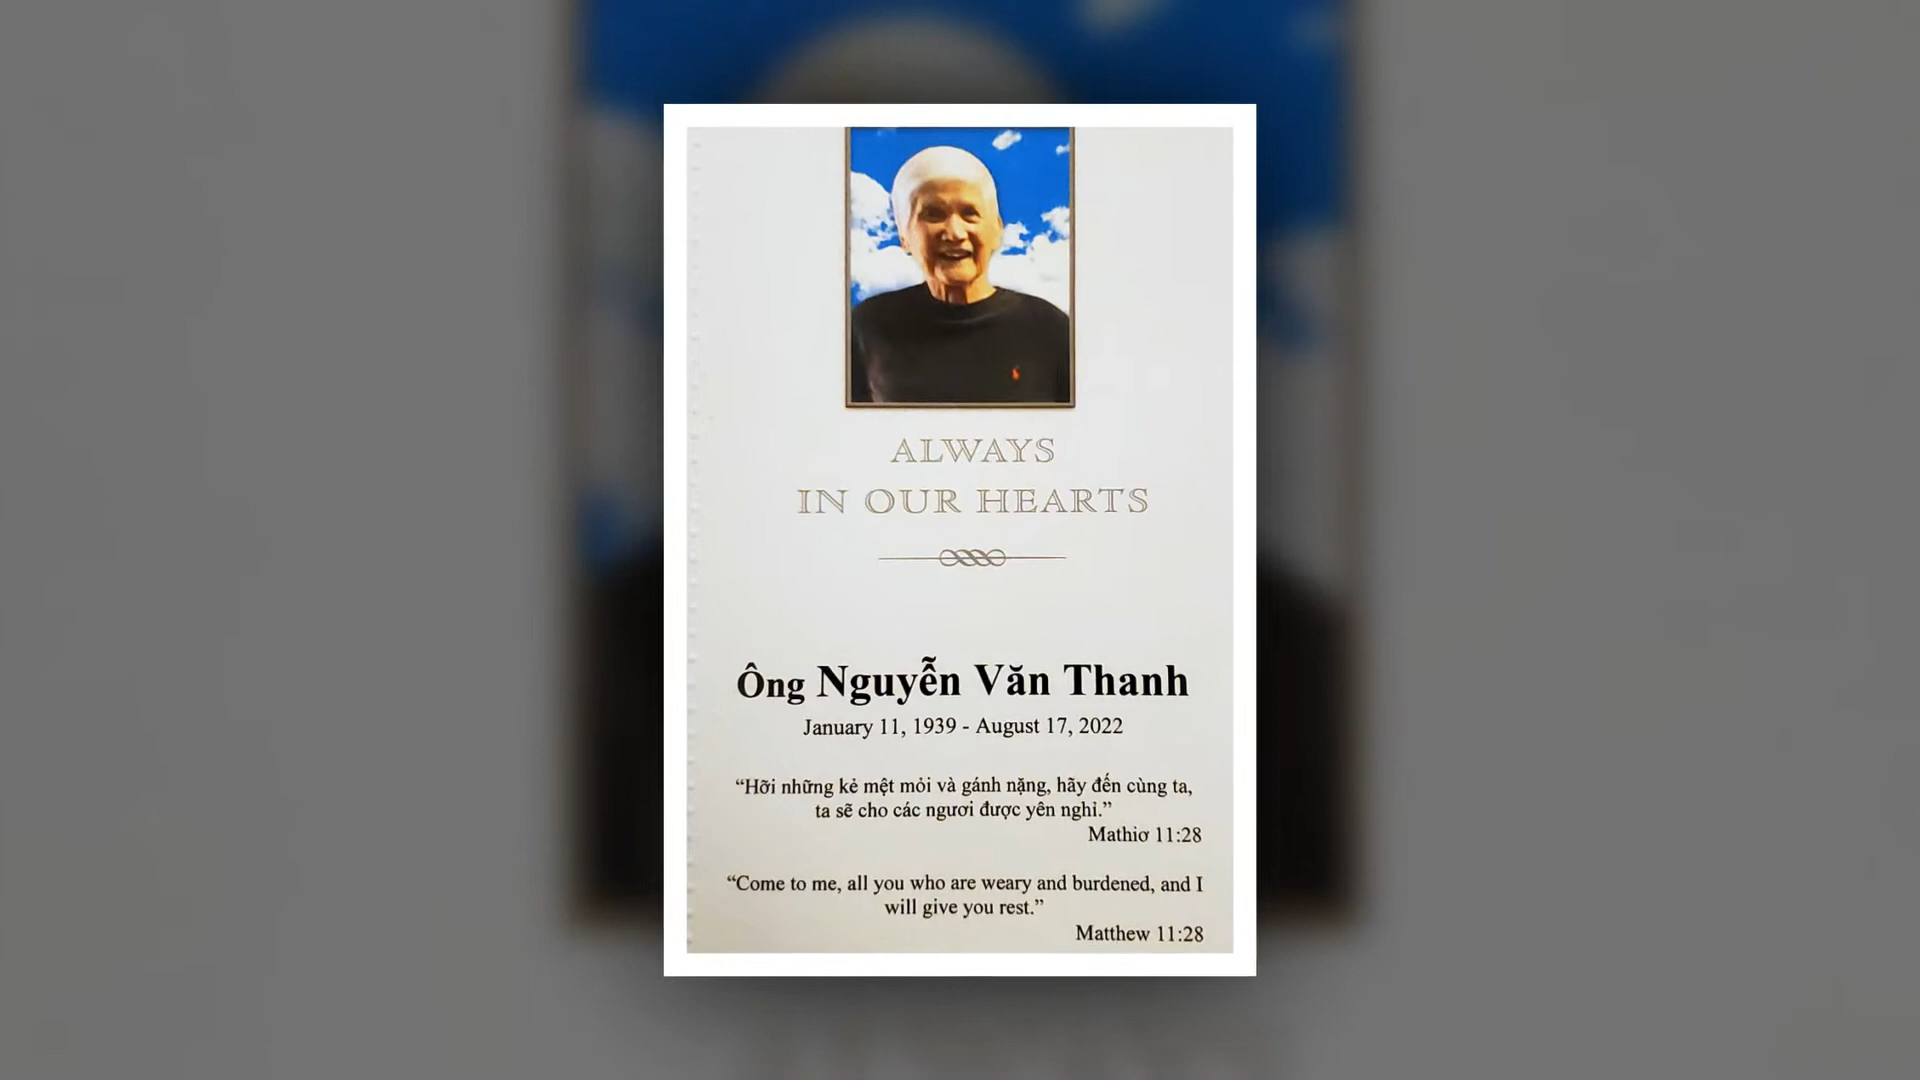 ALWAYS
IN OUR HEARTS
Ông Nguyễn Văn Thanh
January 11, 1939 - August 17, 2022
“Hỡi những kẻ mệt mỏi và gánh nặng, hãy đến cùng ta,
ta sẽ cho các ngươi được yên nghỉ.”
Mathiơ 11:28
“Come to me, all you who are weary and burdened, and I
will give you rest.”
Matthew 11:28